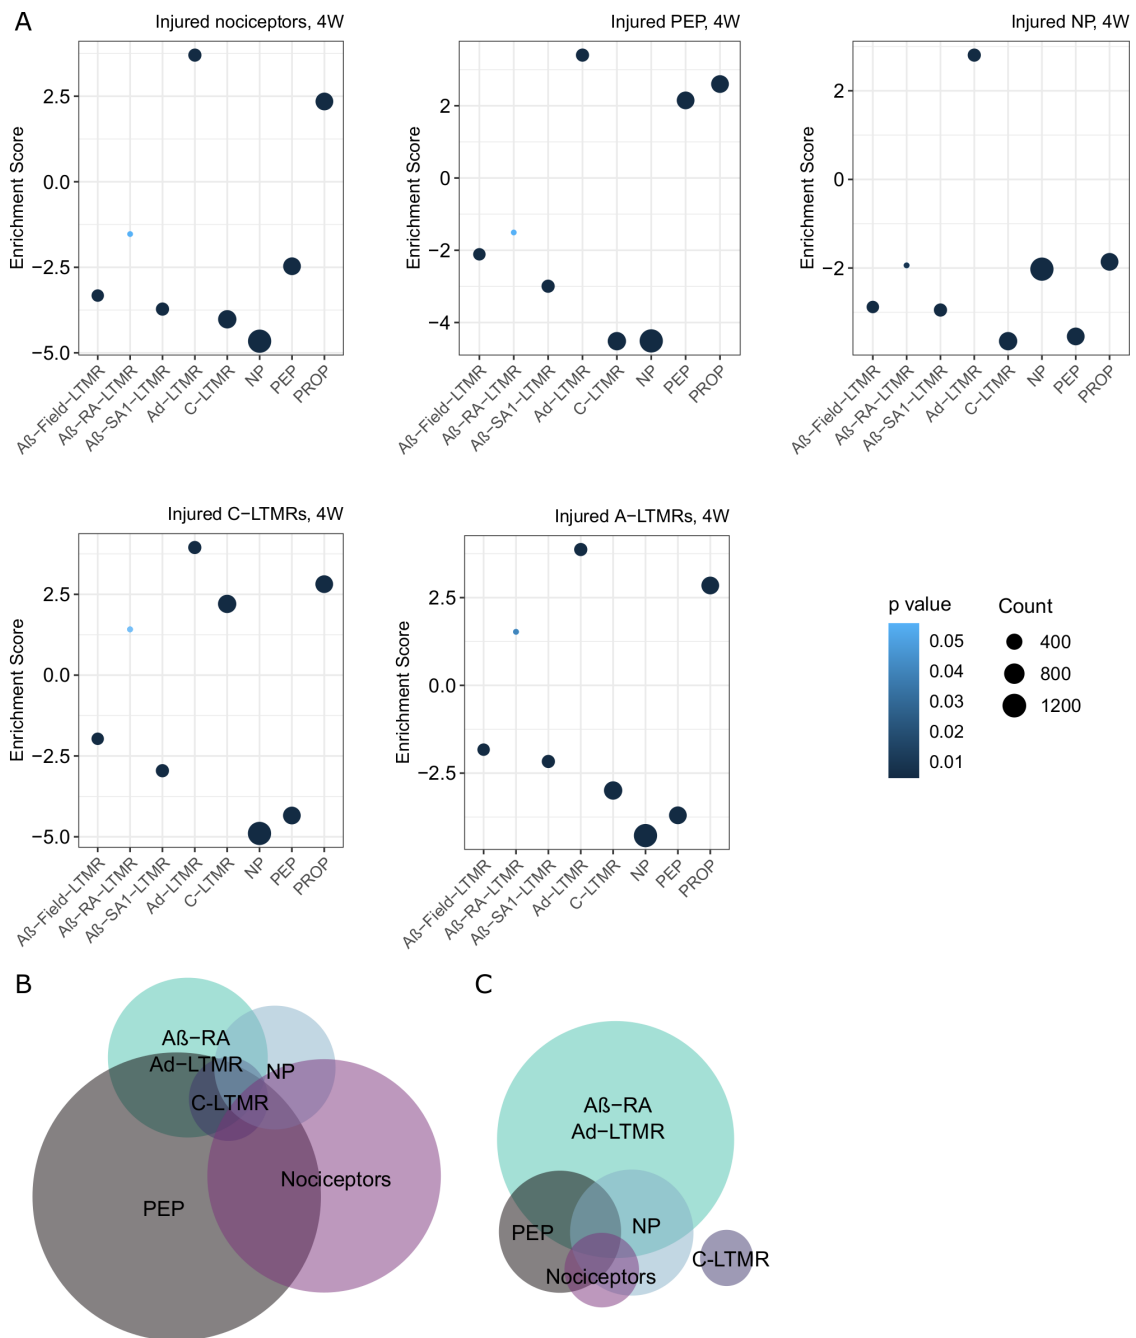 A
Injured nociceptors, 4W
Enrichment Score
2.5
0.0
−2.5
−5.0
Aß−Field−LTMR
Aß−RA−LTMR
Aß−SA1−LTMR
Ad−LTMR
C−LTMR
NP
PEP
PROP
Injured PEP, 4W
Enrichment Score
2
0
−2
−4
Aß−Field−LTMR
Aß−RA−LTMR
Aß−SA1−LTMR
Ad−LTMR
C−LTMR
NP
PEP
PROP
Injured NP, 4W
Enrichment Score
2
0
−2
Aß−Field−LTMR
Aß−RA−LTMR
Aß−SA1−LTMR
Ad−LTMR
C−LTMR
NP
PEP
PROP
Injured C−LTMRs, 4W
Enrichment Score
2.5
0.0
−2.5
−5.0
Aß−Field−LTMR
Aß−RA−LTMR
Aß−SA1−LTMR
Ad−LTMR
C−LTMR
NP
PEP
PROP
Injured A−LTMRs, 4W
Enrichment Score
2.5
0.0
−2.5
Aß−Field−LTMR
Aß−RA−LTMR
Aß−SA1−LTMR
Ad−LTMR
C−LTMR
NP
PEP
PROP
p value
0.05
0.04
0.03
0.02
0.01
Count
400
800
1200
B
Aß−RA
Ad−LTMR
NP
C-LTMR
Nociceptors
PEP
C
Aß−RA
Ad−LTMR
PEP
NP
C-LTMR
Nociceptors